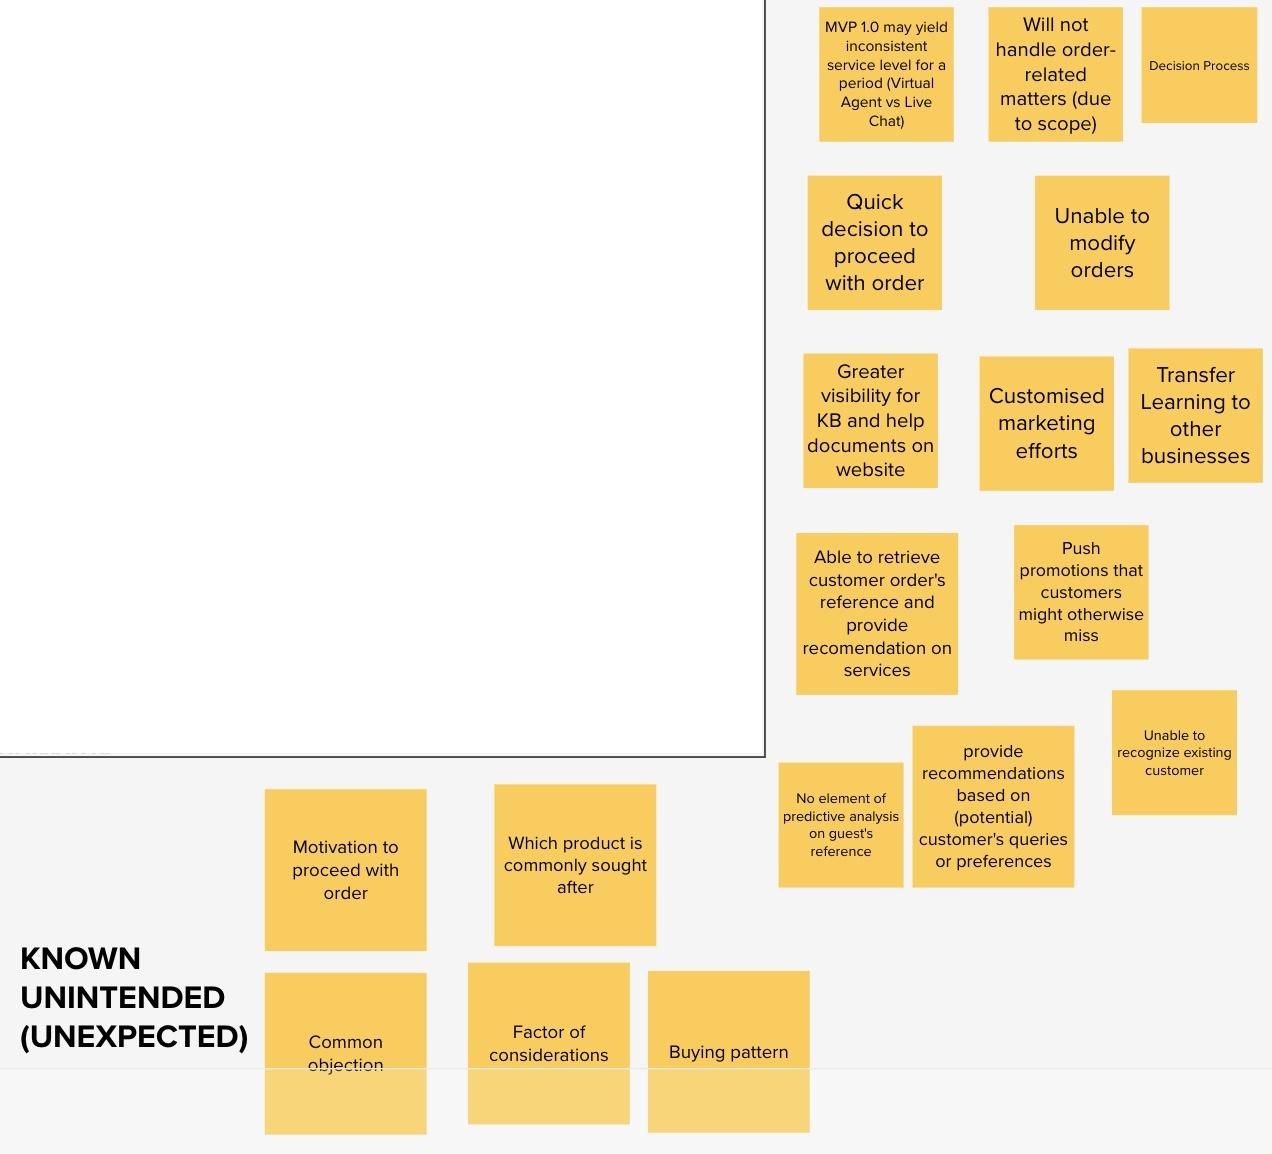 MVP 1.0 may yield
inconsistent
service level for a
period (Virtual
Agent vs Live
Chat)
Will not
handle order-
related
matters (due
to scope)
Decision Process
Quick
decision to
proceed
with order
Unable to
modify
orders
Greater
visibility for
KB and help
documents on
website
Customised
marketing
efforts
Transfer
Learning to
other
businesses
Able to retrieve
customer order's
reference and
provide
recomendation on
services
Push
promotions that
customers
might otherwise
miss
No element of
predictive analysis
on guest's
reference
provide
recommendations
based on
(potential)
customer's queries
or preferences
Unable to
recognize existing
customer
Motivation to
proceed with
order
Which product is
commonly sought
after
KNOWN
UNINTENDED
(UNEXPECTED)
Common
objection
Factor of
considerations
Buying pattern